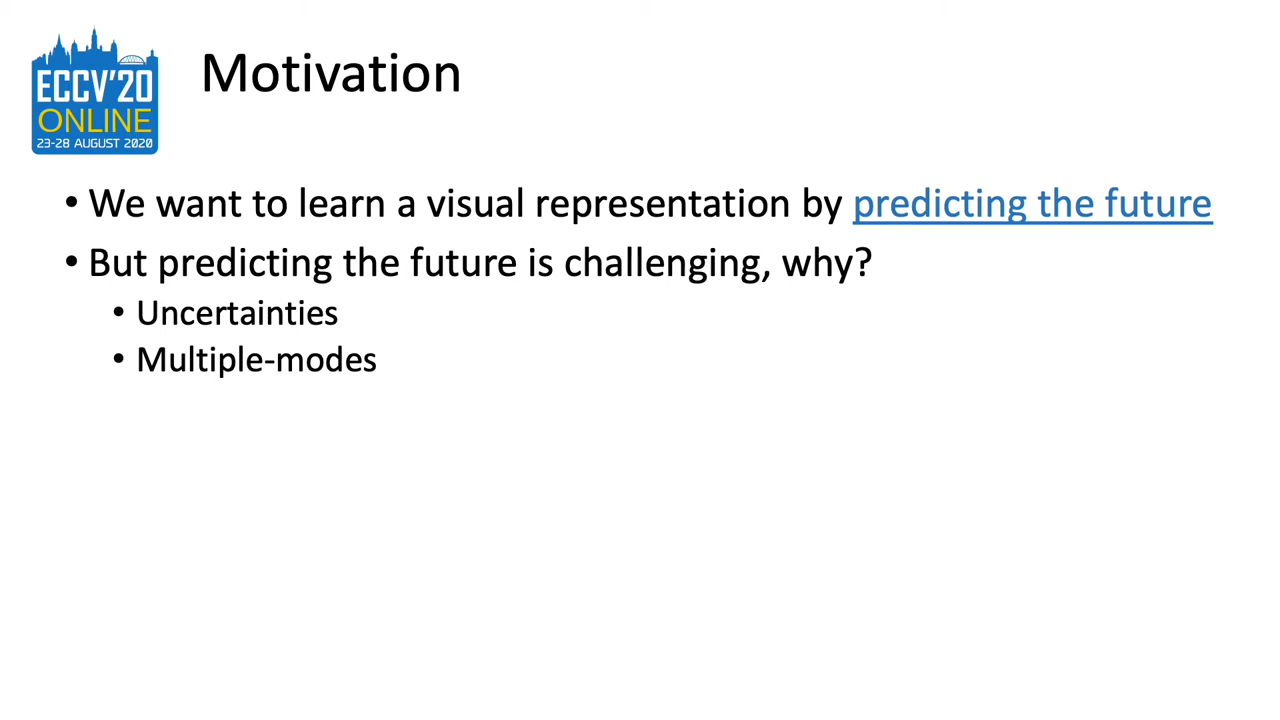 ECCV'20
ONLINE
23-28 AUGUST 2020
Motivation
• We want to learn a visual representation by predicting the future
• But predicting the future is challenging, why?
• Uncertainties
• Multiple-modes